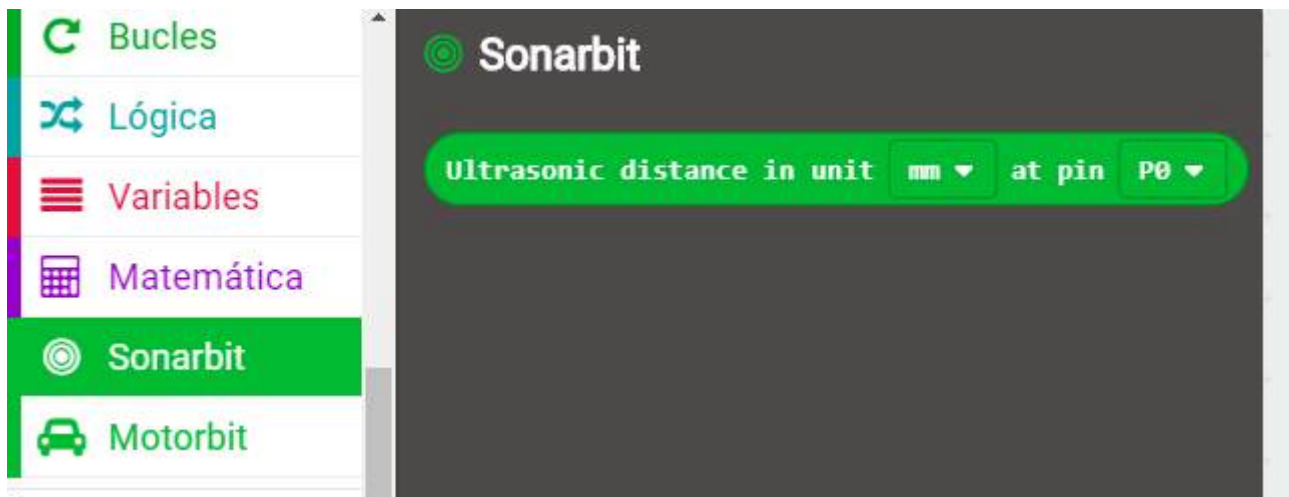 Bucles
Lógica
Variables
Matemática
Sonarbit
Motorbit
Sonarbit
Ultrasonic distance in unit mm at pin P0